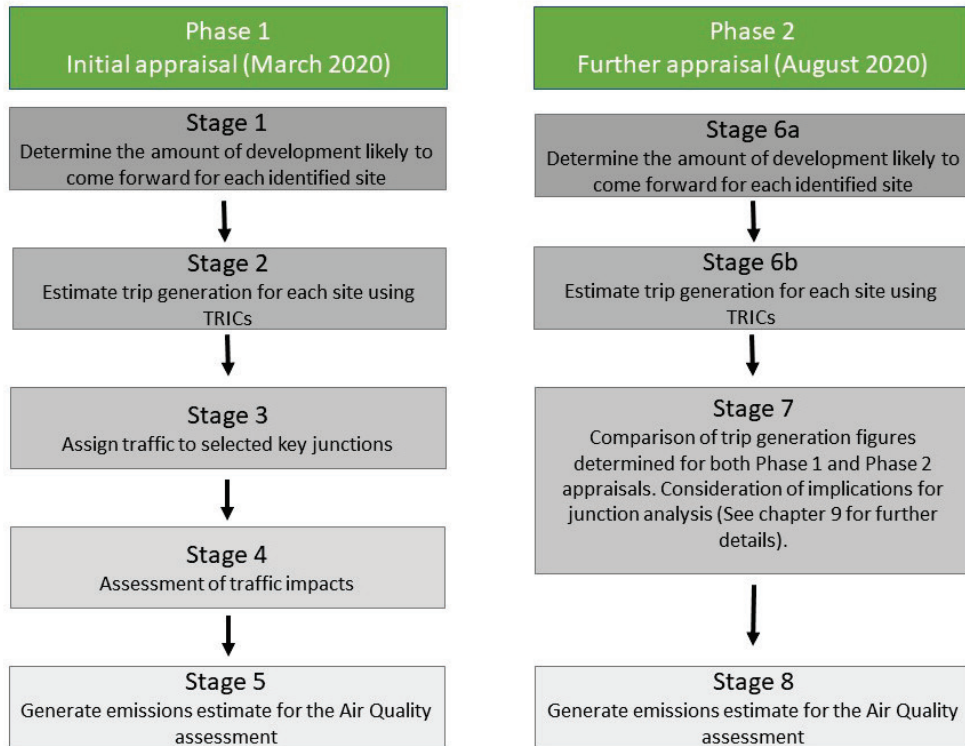 Phase 1
Initial appraisal (March 2020)
Stage 1
Determine the amount of development likely to
come forward for each identified site
Stage 2
Estimate trip generation for each site using
TRICs
Stage 3
Assign traffic to selected key junctions
Stage 4
Assessment of traffic impacts
Stage 5
Generate emissions estimate for the Air Quality
assessment
Phase 2
Further appraisal (August 2020)
Stage 6a
Determine the amount of development likely to
come forward for each identified site
Stage 6b
Estimate trip generation for each site using
TRICs
Stage 7
Comparison of trip generation figures
determined for both Phase 1 and Phase 2
appraisals. Consideration of implications for
junction analysis (See chapter 9 for further
details).
Stage 8
Generate emissions estimate for the Air Quality
assessment